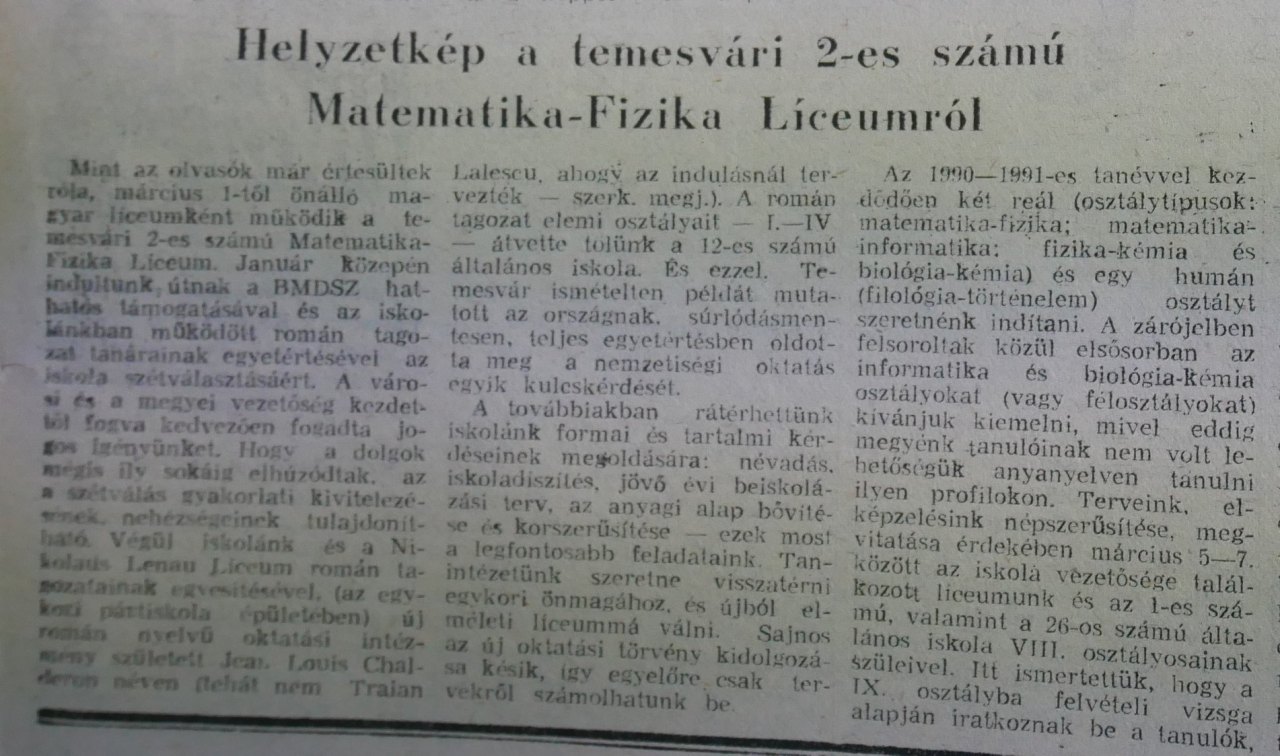 Helyzetkép a temesvári 2-es számú
Matematika-Fizika Líceumról
Mint az olvasók már értesültek
róla, március 1-től önálló ma-
gyar líceumként működik a te-
mesvári 2-es számú Matematika-
Fizika Líceum. Január közepén
indultunk útnak a BMDSZ hat-
hatós támogatásával és az isko-
lánkban működött román tago-
zat tanárainak egyetértésével az
iskola szétválasztásáért. A váro-
si és a megyei vezetőség kezdet-
től fogva kedvezően fogadta jo-
gos igényünket. Hogy a dolgok
mégis ily sokáig elhúzódtak, az
a szétválás gyakorlati kivitelezé-
sének, nehézségeinek tulajdonít-
ható. Végül iskolánk és a Ni-
kolaus Lenau Líceum román ta-
gozatainak egyesítésével, (az egy-
kori pártiskola épületében) új
román nyelvű oktatási intéz-
mény született Jean Louis Chal-
deron néven (tehát nem Traian
Lalescu, ahogy az indulásnál ter-
vezték — szerk. megj.). A román
tagozat elemi osztályait — I.—IV
— átvette tőlünk a 12-es számú
általános iskola. És ezzel. Te-
mesvár ismételten példát muta-
tott az országnak, súrlódásmen-
tesen, teljes egyetértésben oldot-
ta meg a nemzetiségi oktatás
egyik kulcskérdését.
A továbbiakban rátérhettünk
iskolánk formai és tartalmi kér-
déseinek megoldására: névadás,
iskoladíszítés, jövő évi beiskolá-
zási terv, az anyagi alap bővíté-
se és korszerűsítése — ezek most
a legfontosabb feladataink. Tan-
intézetünk szeretne visszatérni
egykori önmagához, és újból el-
méleti líceummá válni. Sajnos
az új oktatási törvény kidolgozá-
sa késik, így egyelőre csak ter-
vekről számolhatunk be.
Az 1990—1991-es tanévvel kez-
dődően két reál (osztálytípusok:
matematika-fizika; matematika-
informatika: fizika-kémia és
biológia-kémia) és egy humán
(filológia-történelem) osztályt
szeretnénk indítani. A zárójelben
felsoroltak közül elsősorban az
informatika és biológia-kémia
osztályokat (vagy félosztályokat)
kívánjuk kiemelni, mivel eddig
megyénk tanulóinak nem volt le-
hetőségük anyanyelven tanulni
ilyen profilokon. Terveink, el-
képzelésink népszerűsítése, meg-
vitatása érdekében március 5—7.
között az iskola vezetősége talál-
kozott líceumunk és az 1-es szá-
mú, valamint a 26-os számú álta-
lános iskola VIII. osztályosainak
szüleivel. Itt ismertettük, hogy a
IX. osztályba felvételi vizsga
alapján iratkoznak be a tanulók,